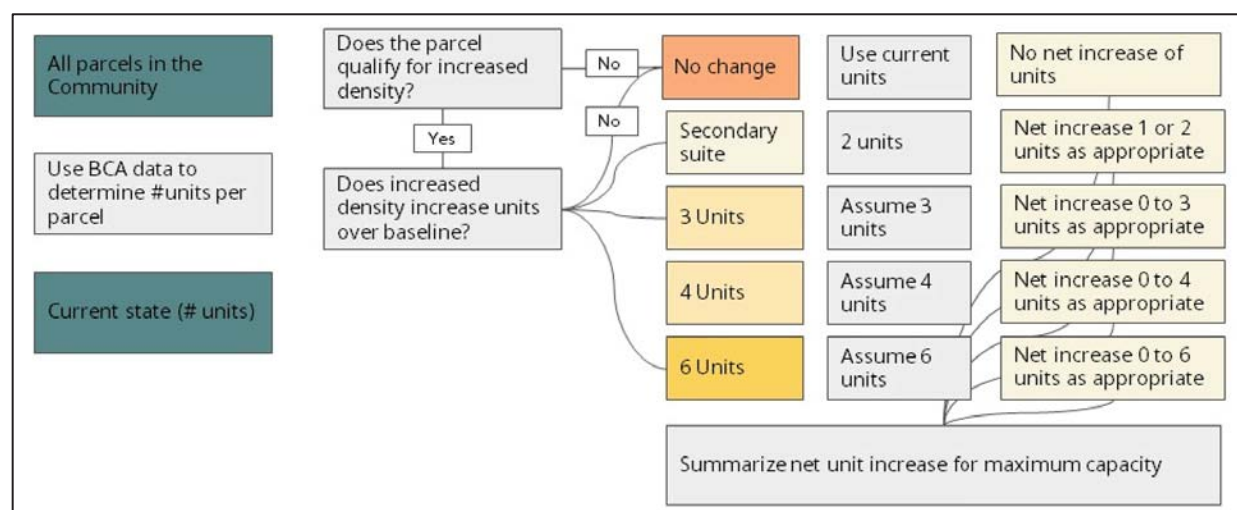 All parcels in the
Community
Use BCA data to
determine #units per
parcel
Current state (# units)
Does the parcel
qualify for increased
density?
No
Yes
No
Does increased
density increase units
over baseline?
No change
Use current
units
No net increase of
units
Secondary
suite
2 units
Net increase 1 or 2
units as appropriate
3 Units
Assume 3
units
Net increase 0 to 3
units as appropriate
4 Units
Assume 4
units
Net increase 0 to 4
units as appropriate
6 Units
Assume 6
units
Net increase 0 to 6
units as appropriate
Summarize net unit increase for maximum capacity